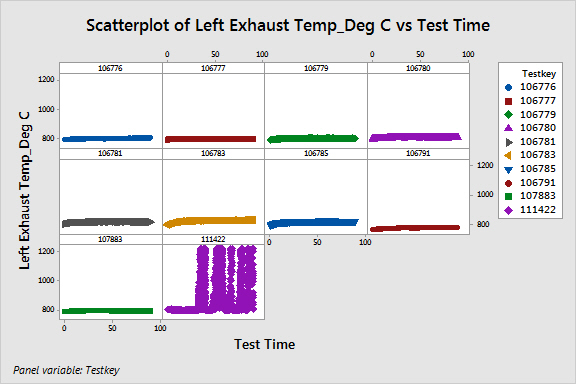 Scatterplot of Left Exhaust Temp_Deg C vs Test Time
0 50 100 0 50 100
106776 106777 106779 106780
1200
1000
800
106781 106783 106785 106791
1200
1000
800
0 50 100
107883 111422
1200
1000
800
0 50 100
Left Exhaust Temp_Deg C
Test Time
Testkey
106776
106777
106779
106780
106781
106783
106785
106791
107883
111422
Panel variable: Testkey